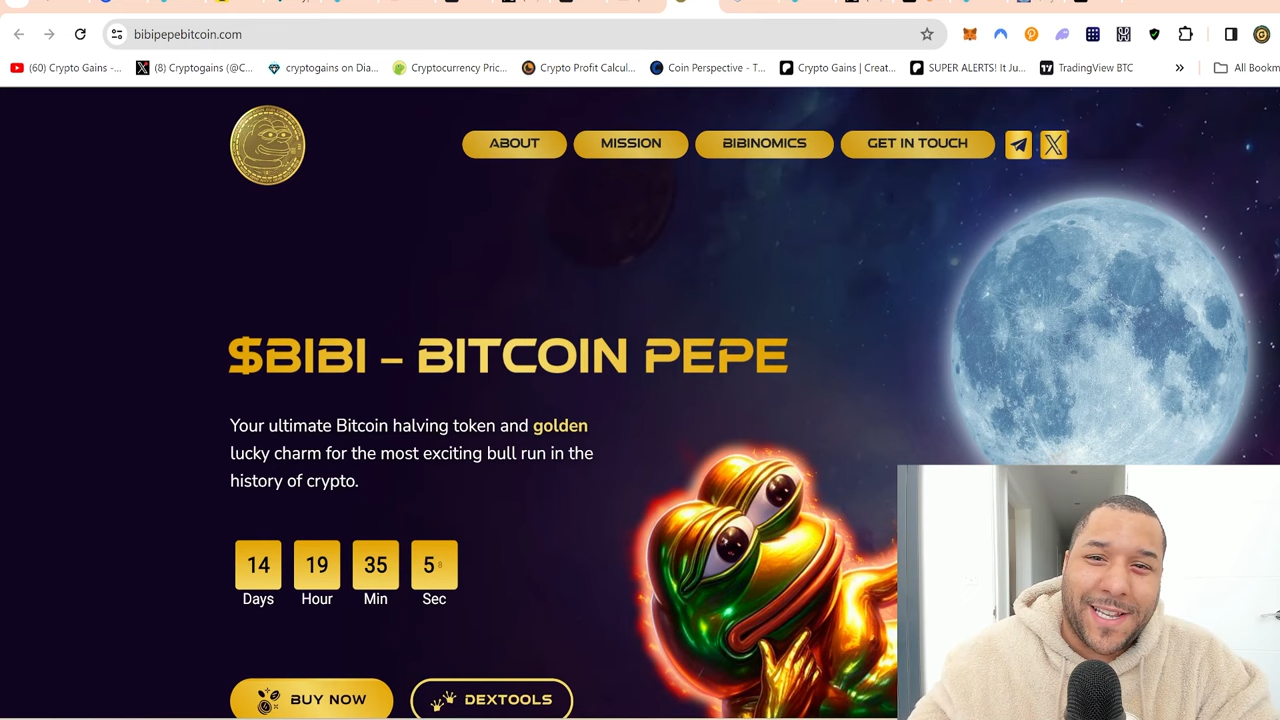 bibipepebitcoin.com
(60) Crypto Gains -...
(8) Cryptogains (@C...
cryptogains on Dia...
Cryptocurrency Pric...
Crypto Profit Calcul...
Coin Perspective - T...
Crypto Gains | Creat...
SUPER ALERTS! It Ju...
TradingView BTC
»
All Bookm
ABOUT
MISSION
BIBINOMICS
GET IN TOUCH
$BIBI – BITCOIN PEPE
Your ultimate Bitcoin halving token and golden
lucky charm for the most exciting bull run in the
history of crypto.
14 19 35 5
Days Hour Min Sec
BUY NOW
DEXTOOLS